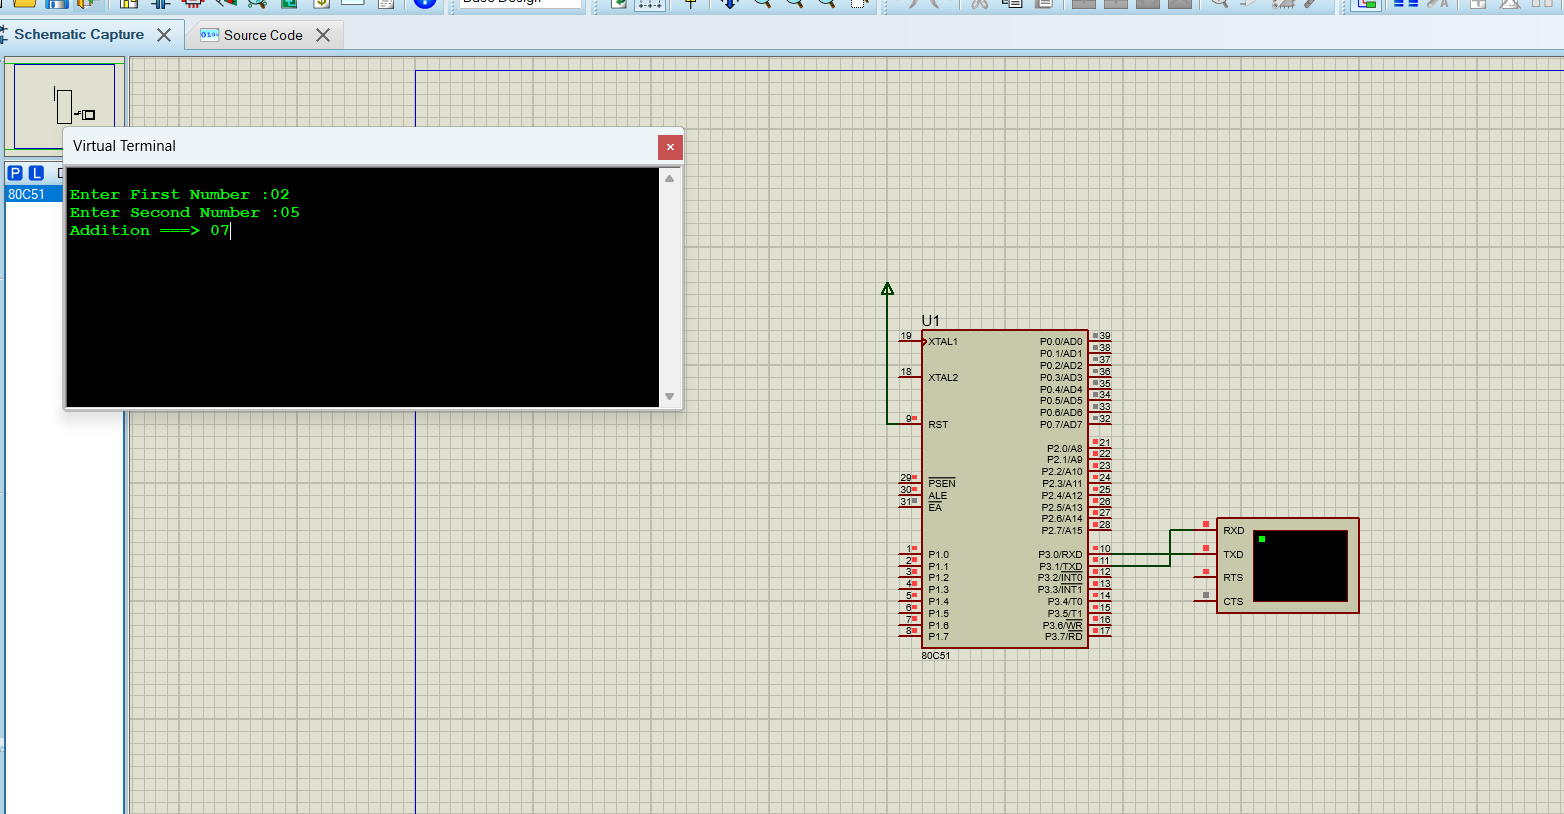 Schematic Capture
Source Code
P L
80C51
Virtual Terminal
Enter First Number :02
Enter Second Number :05
Addition ===> 07
U1
19 XTAL1
18 XTAL2
9 RST
29 PSEN
30 ALE
31 EA
1 P1.0
2 P1.1
3 P1.2
4 P1.3
5 P1.4
6 P1.5
7 P1.6
8 P1.7
P0.0/AD0 39
P0.1/AD1 38
P0.2/AD2 37
P0.3/AD3 36
P0.4/AD4 35
P0.5/AD5 34
P0.6/AD6 33
P0.7/AD7 32
P2.0/A8 21
P2.1/A9 22
P2.2/A10 23
P2.3/A11 24
P2.4/A12 25
P2.5/A13 26
P2.6/A14 27
P2.7/A15 28
P3.0/RXD 10
P3.1/TXD 11
P3.2/INT0 12
P3.3/INT1 13
P3.4/T0 14
P3.5/T1 15
P3.6/WR 16
P3.7/RD 17
80C51
RXD
TXD
RTS
CTS